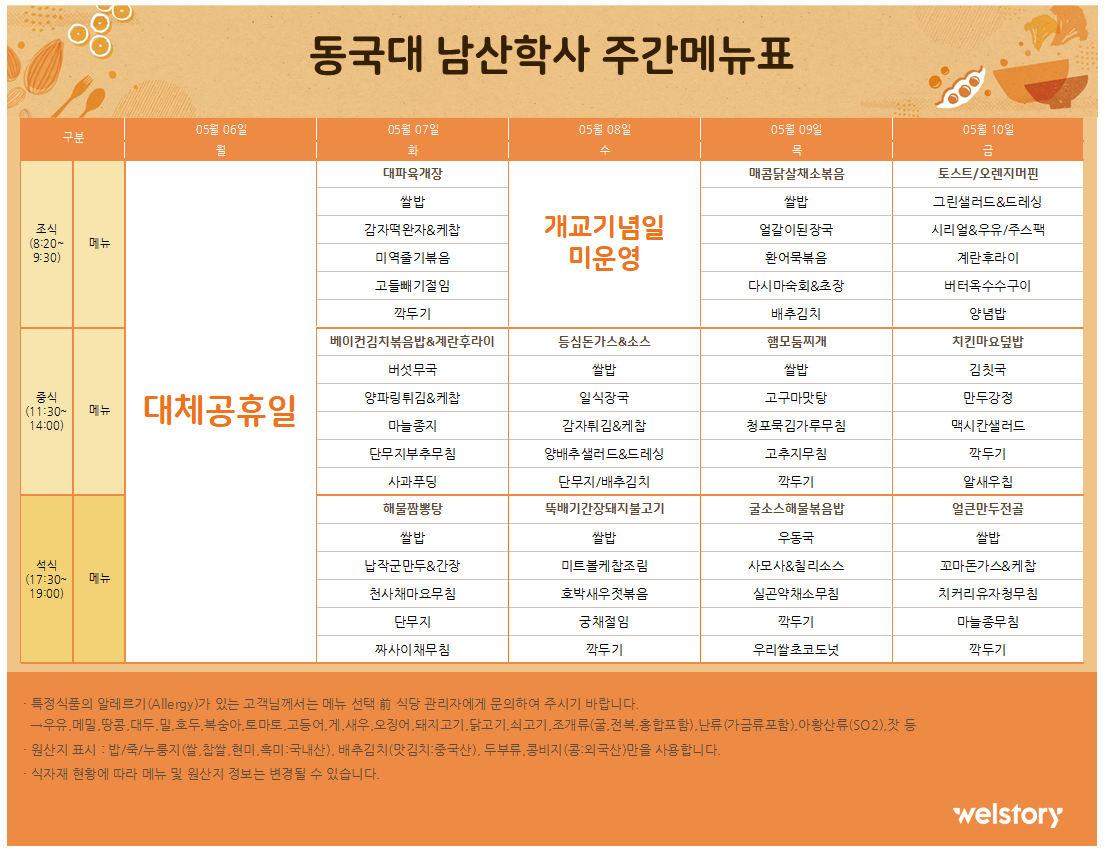 동국대 남산학사 주간메뉴표
구분 05월 06일 05월 07일 05월 08일 05월 09일 05월 10일
월 화 수 목 금
조식
(8:20~
9:30)
메뉴
대체공휴일
대파육개장
쌀밥
감자떡완자&케찹
미역줄기볶음
고들빼기절임
깍두기
개교기념일
미운영
매콤닭살채소볶음
쌀밥
얼갈이된장국
환어묵볶음
다시마숙회&초장
배추김치
토스트/오렌지머핀
그린샐러드&드레싱
시리얼&우유/주스팩
계란후라이
버터옥수수구이
양념밥
중식
(11:30~
14:00)
메뉴
베이컨김치볶음밥&계란후라이
버섯무국
양파링튀김&케찹
마늘쫑지
단무지부추무침
사과푸딩
등심돈가스&소스
쌀밥
일식장국
감자튀김&케찹
양배추샐러드&드레싱
단무지/배추김치
햄모둠찌개
쌀밥
고구마맛탕
청포묵김가루무침
고추지무침
깍두기
치킨마요덮밥
김칫국
만두강정
맥시칸샐러드
깍두기
알새우칩
석식
(17:30~
19:00)
메뉴
해물짬뽕탕
쌀밥
납작군만두&간장
천사채마요무침
단무지
짜사이채무침
뚝배기간장돼지불고기
쌀밥
미트볼케찹조림
호박새우젓볶음
궁채절임
깍두기
굴소스해물볶음밥
우동국
사모사&칠리소스
실곤약채소무침
깍두기
우리쌀초코도넛
얼큰만두전골
쌀밥
꼬마돈가스&케찹
치커리유자청무침
마늘종무침
깍두기
· 특정식품의 알레르기(Allergy)가 있는 고객님께서는 메뉴 선택 前 식당 관리자에게 문의하여 주시기 바랍니다.
→우유,메밀,땅콩,대두,밀,호두,복숭아,토마토,고등어,게,새우,오징어,돼지고기,닭고기,쇠고기,조개류(굴,전복,홍합포함),난류(가금류포함),아황산류(SO2),잣 등
· 원산지 표시 : 밥/죽/누룽지(쌀,찹쌀,현미,흑미:국내산), 배추김치(맛김치:중국산), 두부류,콩비지(콩:외국산)만을 사용합니다.
· 식자재 현황에 따라 메뉴 및 원산지 정보는 변경될 수 있습니다.
welstory